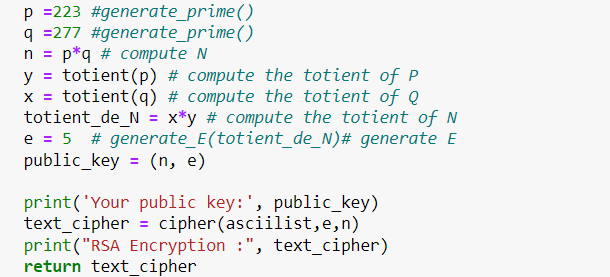 p =223 #generate_prime()
q =277 #generate_prime()
n = p*q # compute N
y = totient(p) # compute the totient of P
x = totient(q) # compute the totient of Q
totient_de_N = x*y # compute the totient of N
e = 5  # generate_E(totient_de_N)# generate E
public_key = (n, e)
print('Your public key:', public_key)
text_cipher = cipher(asciilist,e,n)
print("RSA Encryption :", text_cipher)
return text_cipher